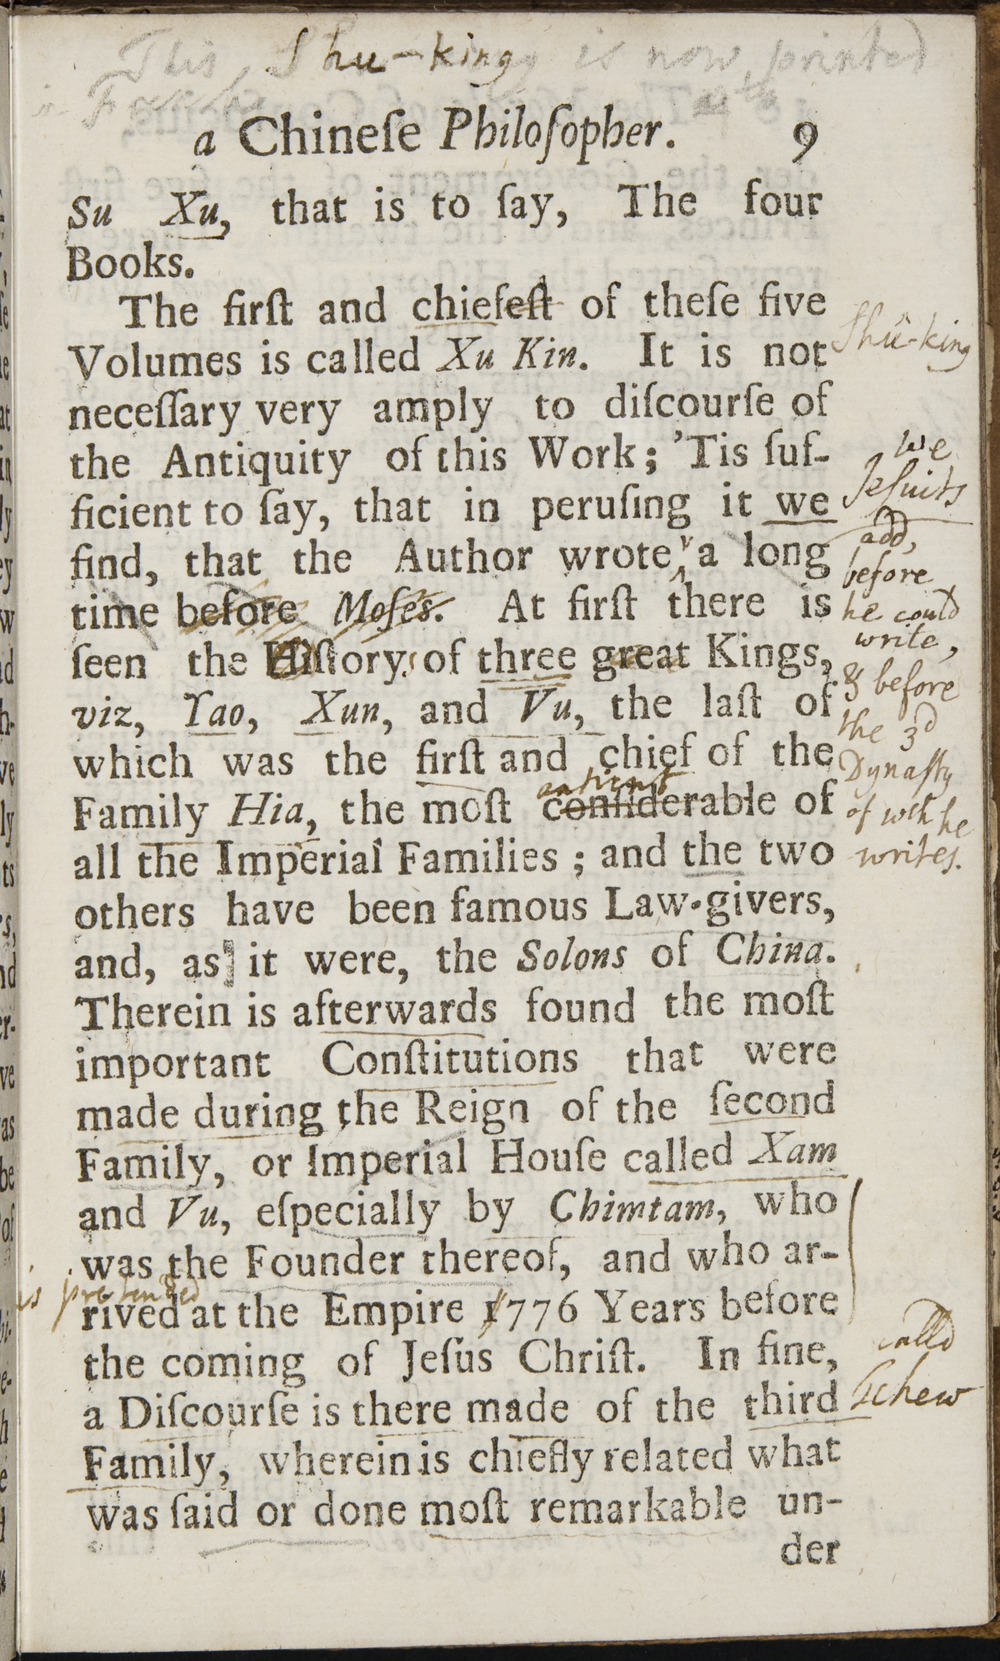 This Shu-king is now printed
a Chineſe Philoſopher. 9
Su Xu, that is to ſay, The four
Books.
The firſt and chiefeſt of theſe five
Volumes is called Xu Kin. It is not
neceſſary very amply to diſcourſe of
the Antiquity of this Work; 'Tis ſuf-
ficient to ſay, that in peruſing it we
find, that the Author wrote, a long
time before Moſes. At firſt there is
ſeen the Hiſtory of three great Kings,
viz, Yao, Xun, and Vu, the laſt of
which was the firſt and chief of the
antient
Family Hia, the moſt conſiderable of
all the Imperial Families; and the two
others have been famous Law-givers,
and, as it were, the Solons of China.
Therein is afterwards found the moſt
important Conſtitutions that were
made during the Reign of the ſecond
Family, or Imperial Houſe called Xam
and Vu, eſpecially by Chimtam, who
was the Founder thereof, and who ar-
is pretended
rived at the Empire 1776 Years before
the coming of Jeſus Chriſt. In fine,
a Diſcourſe is there made of the third
Family, wherein is chiefly related what
was ſaid or done moſt remarkable un-
der
Shu-king
we
Jeſuits
add,
before
he could
write,
& before
the 3d
Dynaſty
of wch he
writes.
calld
Tchew